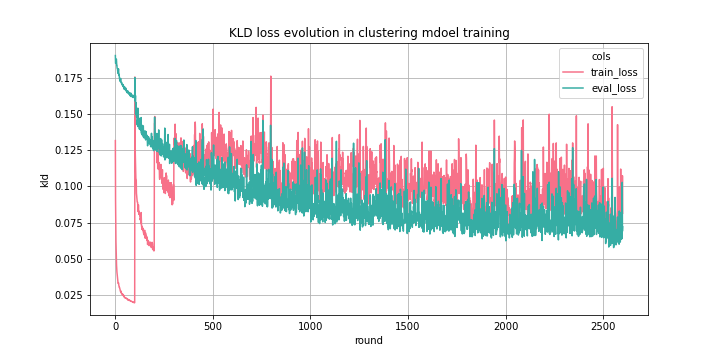 KLD loss evolution in clustering mdoel training
cols
train_loss
eval_loss
kld
0.175
0.150
0.125
0.100
0.075
0.050
0.025
0 500 1000 1500 2000 2500
round